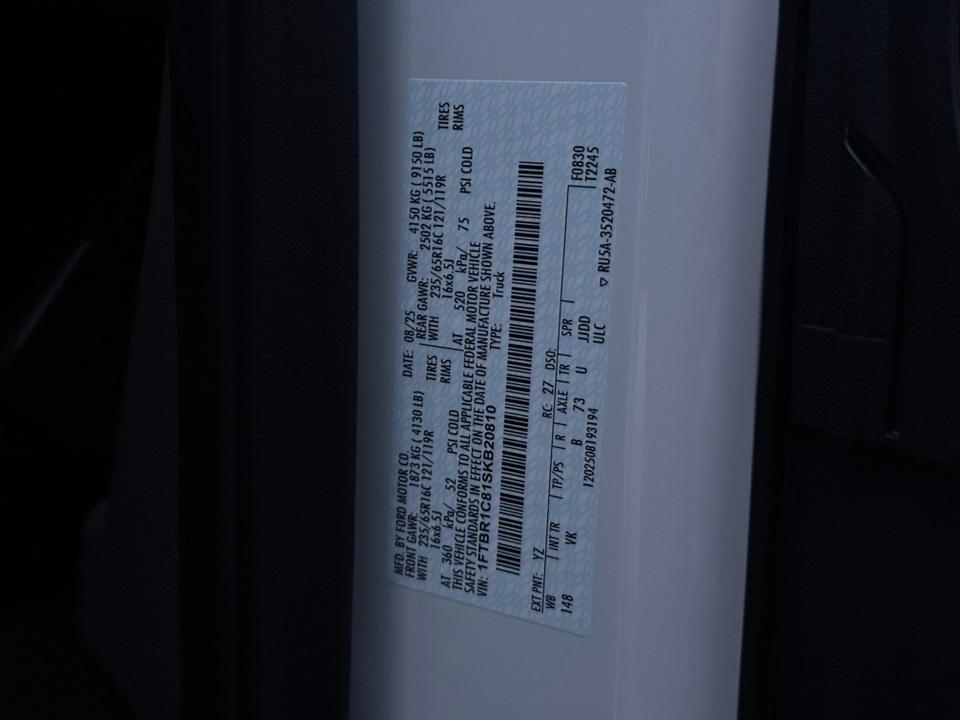 MFD. BY FORD MOTOR CO. DATE: 08/25 GVWR: 4150 KG ( 9150 LB)
FRONT GAWR: 1873 KG ( 4130 LB) REAR GAWR: 2502 KG ( 5515 LB)
WITH 235/65R16C 121/119R TIRES WITH 235/65R16C 121/119R TIRES
16x6.5J RIMS 16x6.5J RIMS
AT 360 kPa/ 52 PSI COLD AT 520 kPa/ 75 PSI COLD
THIS VEHICLE CONFORMS TO ALL APPLICABLE FEDERAL MOTOR VEHICLE
SAFETY STANDARDS IN EFFECT ON THE DATE OF MANUFACTURE SHOWN ABOVE.
VIN: 1FTBR1C81SKB20810 TYPE: Truck
EXT PNT: YZ RC: 27 DSO: F0830
WB INT TR TP/PS R AXLE TR SPR T2245
148 VK B 73 U JJDD
1202508193194 ULC ▽ RU5A-3520472-AB